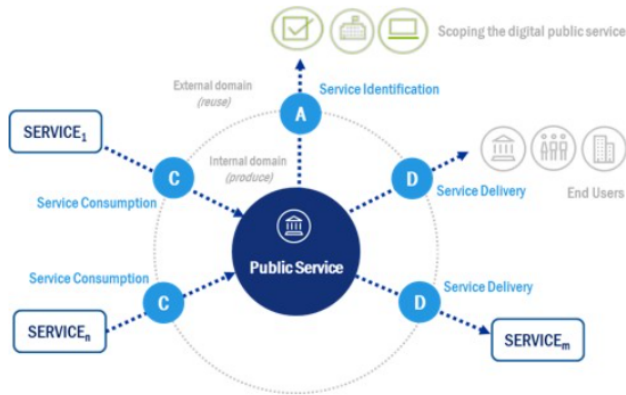 Scoping the digital public service
External domain
(reuse)
Service Identification
A
SERVICE1
Internal domain
(produce)
C
D
End Users
Service Consumption
Service Delivery
Public Service
Service Consumption
Service Delivery
C
D
SERVICEn
SERVICEm